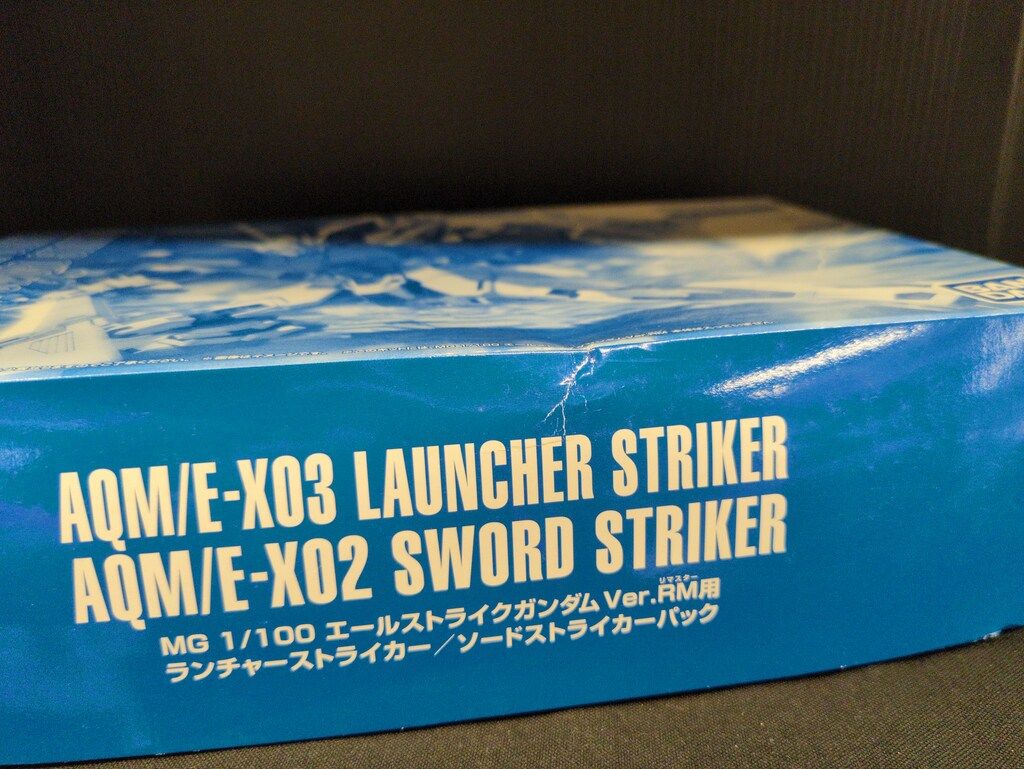 AQM/E-X03 LAUNCHER STRIKER
AQM/E-X02 SWORD STRIKER
リマスター
MG 1/100 エールストライクガンダム Ver.RM用
ランチャーストライカー/ソードストライカーパック